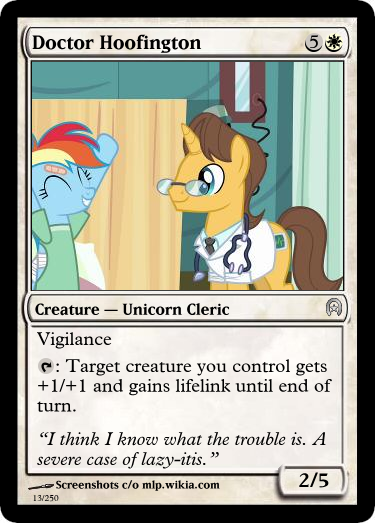 Doctor Hoofington 5
Creature — Unicorn Cleric
Vigilance
: Target creature you control gets
+1/+1 and gains lifelink until end of
turn.
“I think I know what the trouble is. A
severe case of lazy-itis.”
Screenshots c/o mlp.wikia.com
2/5
13/250